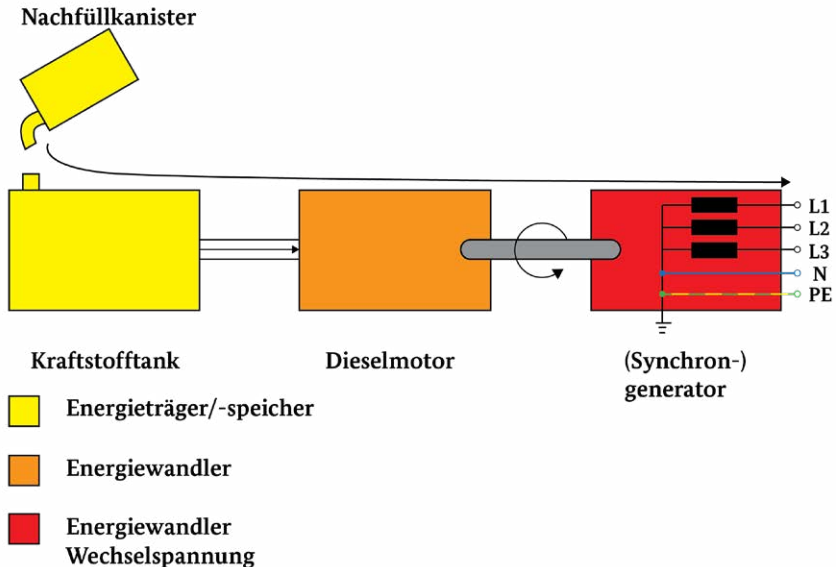 Nachfüllkanister
L1
L2
L3
N
PE
Kraftstofftank
Dieselmotor
(Synchron-)
generator
Energieträger/-speicher
Energiewandler
Energiewandler
Wechselspannung